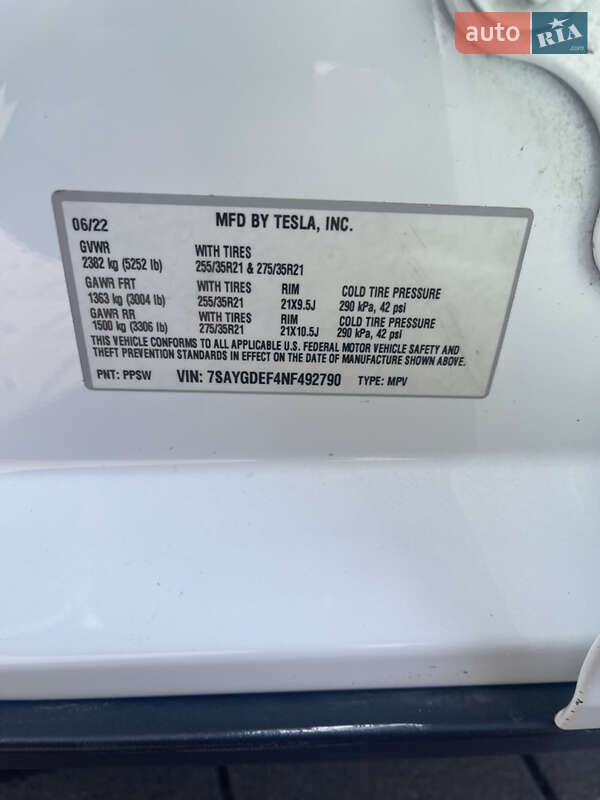 auto RIA.com
06/22 MFD BY TESLA, INC.
GVWR
2382 kg (5252 lb)
WITH TIRES
255/35R21 & 275/35R21
GAWR FRT
1363 kg (3004 lb)
WITH TIRES
255/35R21
RIM
21X9.5J
COLD TIRE PRESSURE
290 kPa, 42 psi
GAWR RR
1500 kg (3306 lb)
WITH TIRES
275/35R21
RIM
21X10.5J
COLD TIRE PRESSURE
290 kPa, 42 psi
THIS VEHICLE CONFORMS TO ALL APPLICABLE U.S. FEDERAL MOTOR VEHICLE SAFETY AND
THEFT PREVENTION STANDARDS IN EFFECT ON THE DATE OF MANUFACTURE SHOWN ABOVE.
PNT: PPSW VIN: 7SAYGDEF4NF492790 TYPE: MPV